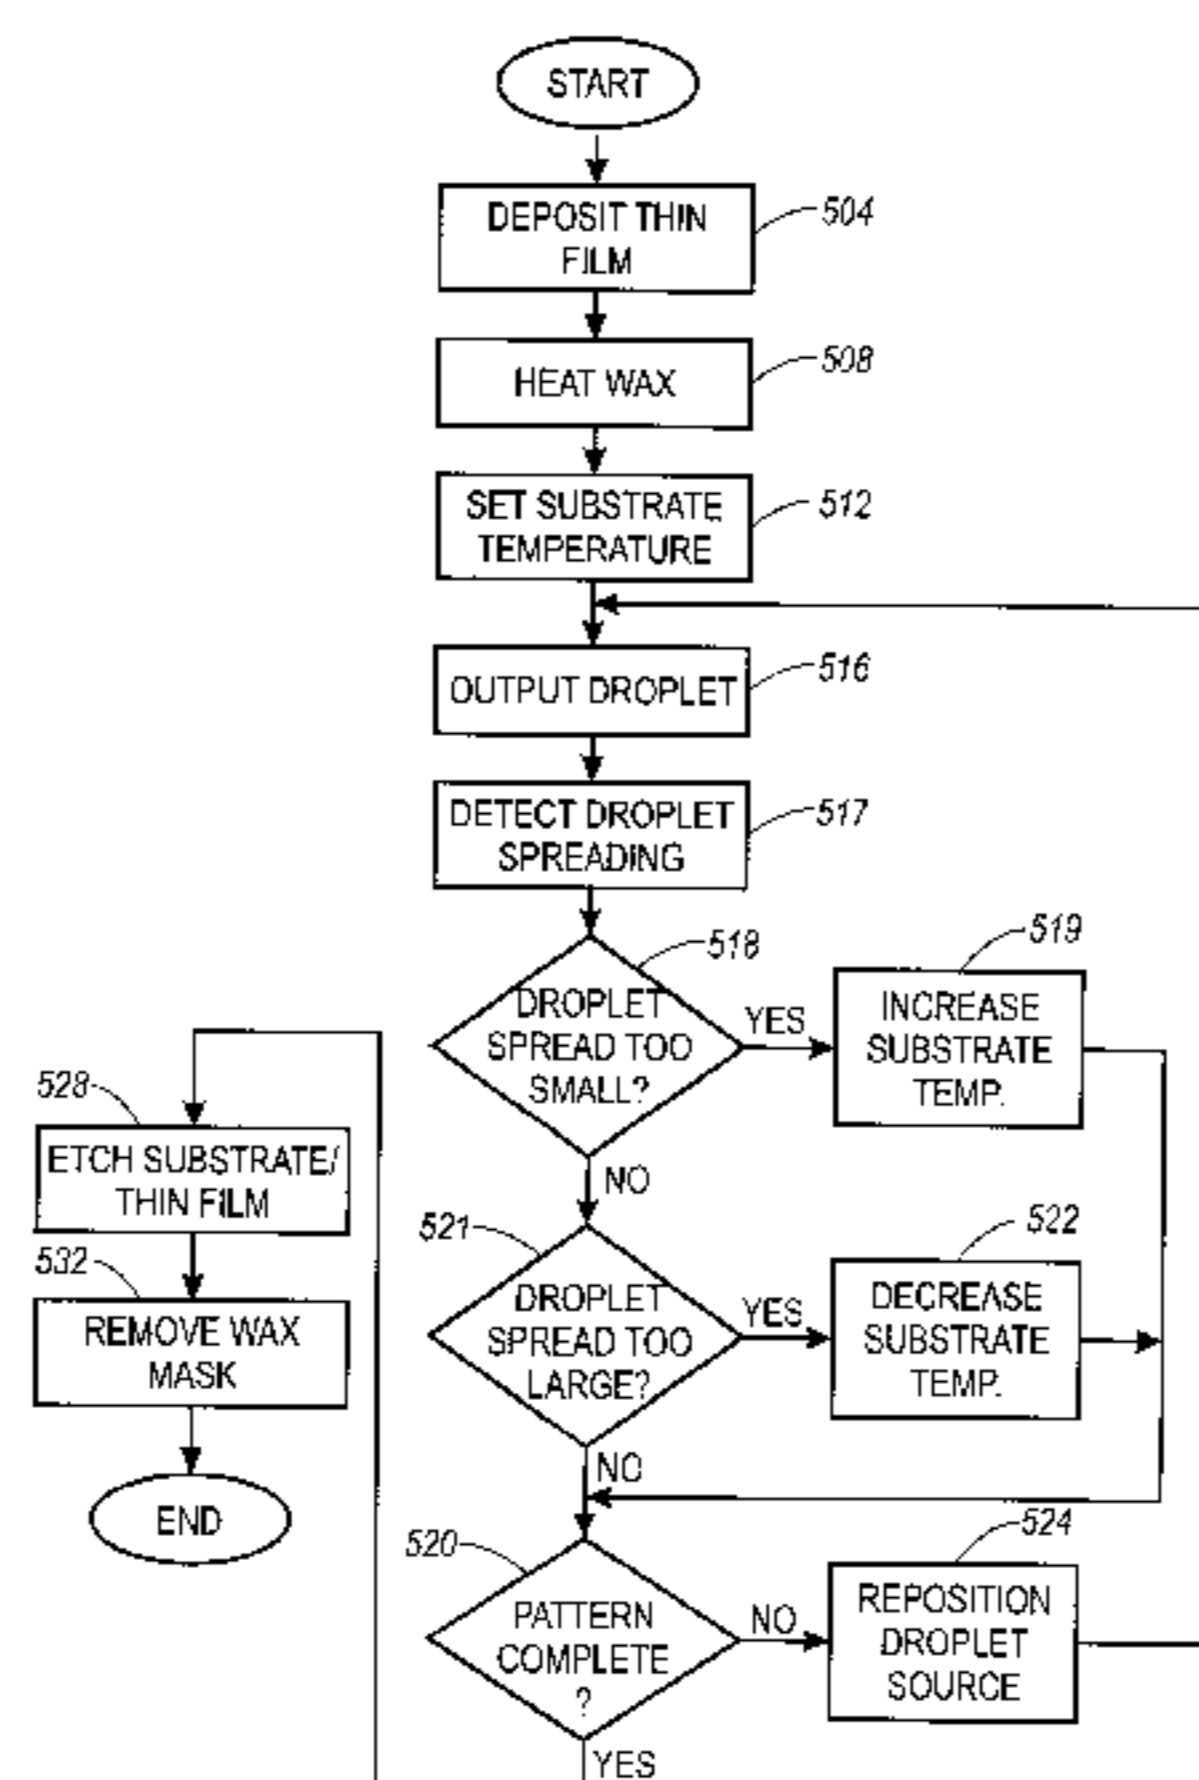 START
DEPOSIT THIN
FILM
504
HEAT WAX
508
SET SUBSTRATE
TEMPERATURE
512
OUTPUT DROPLET
516
DETECT DROPLET
SPREADING
517
DROPLET
SPREAD TOO
SMALL?
518
YES
INCREASE
SUBSTRATE
TEMP.
519
NO
DROPLET
SPREAD TOO
LARGE?
521
YES
DECREASE
SUBSTRATE
TEMP.
522
NO
PATTERN
COMPLETE
?
520
NO
REPOSITION
DROPLET
SOURCE
524
YES
528
ETCH SUBSTRATE/
THIN FILM
532
REMOVE WAX
MASK
END